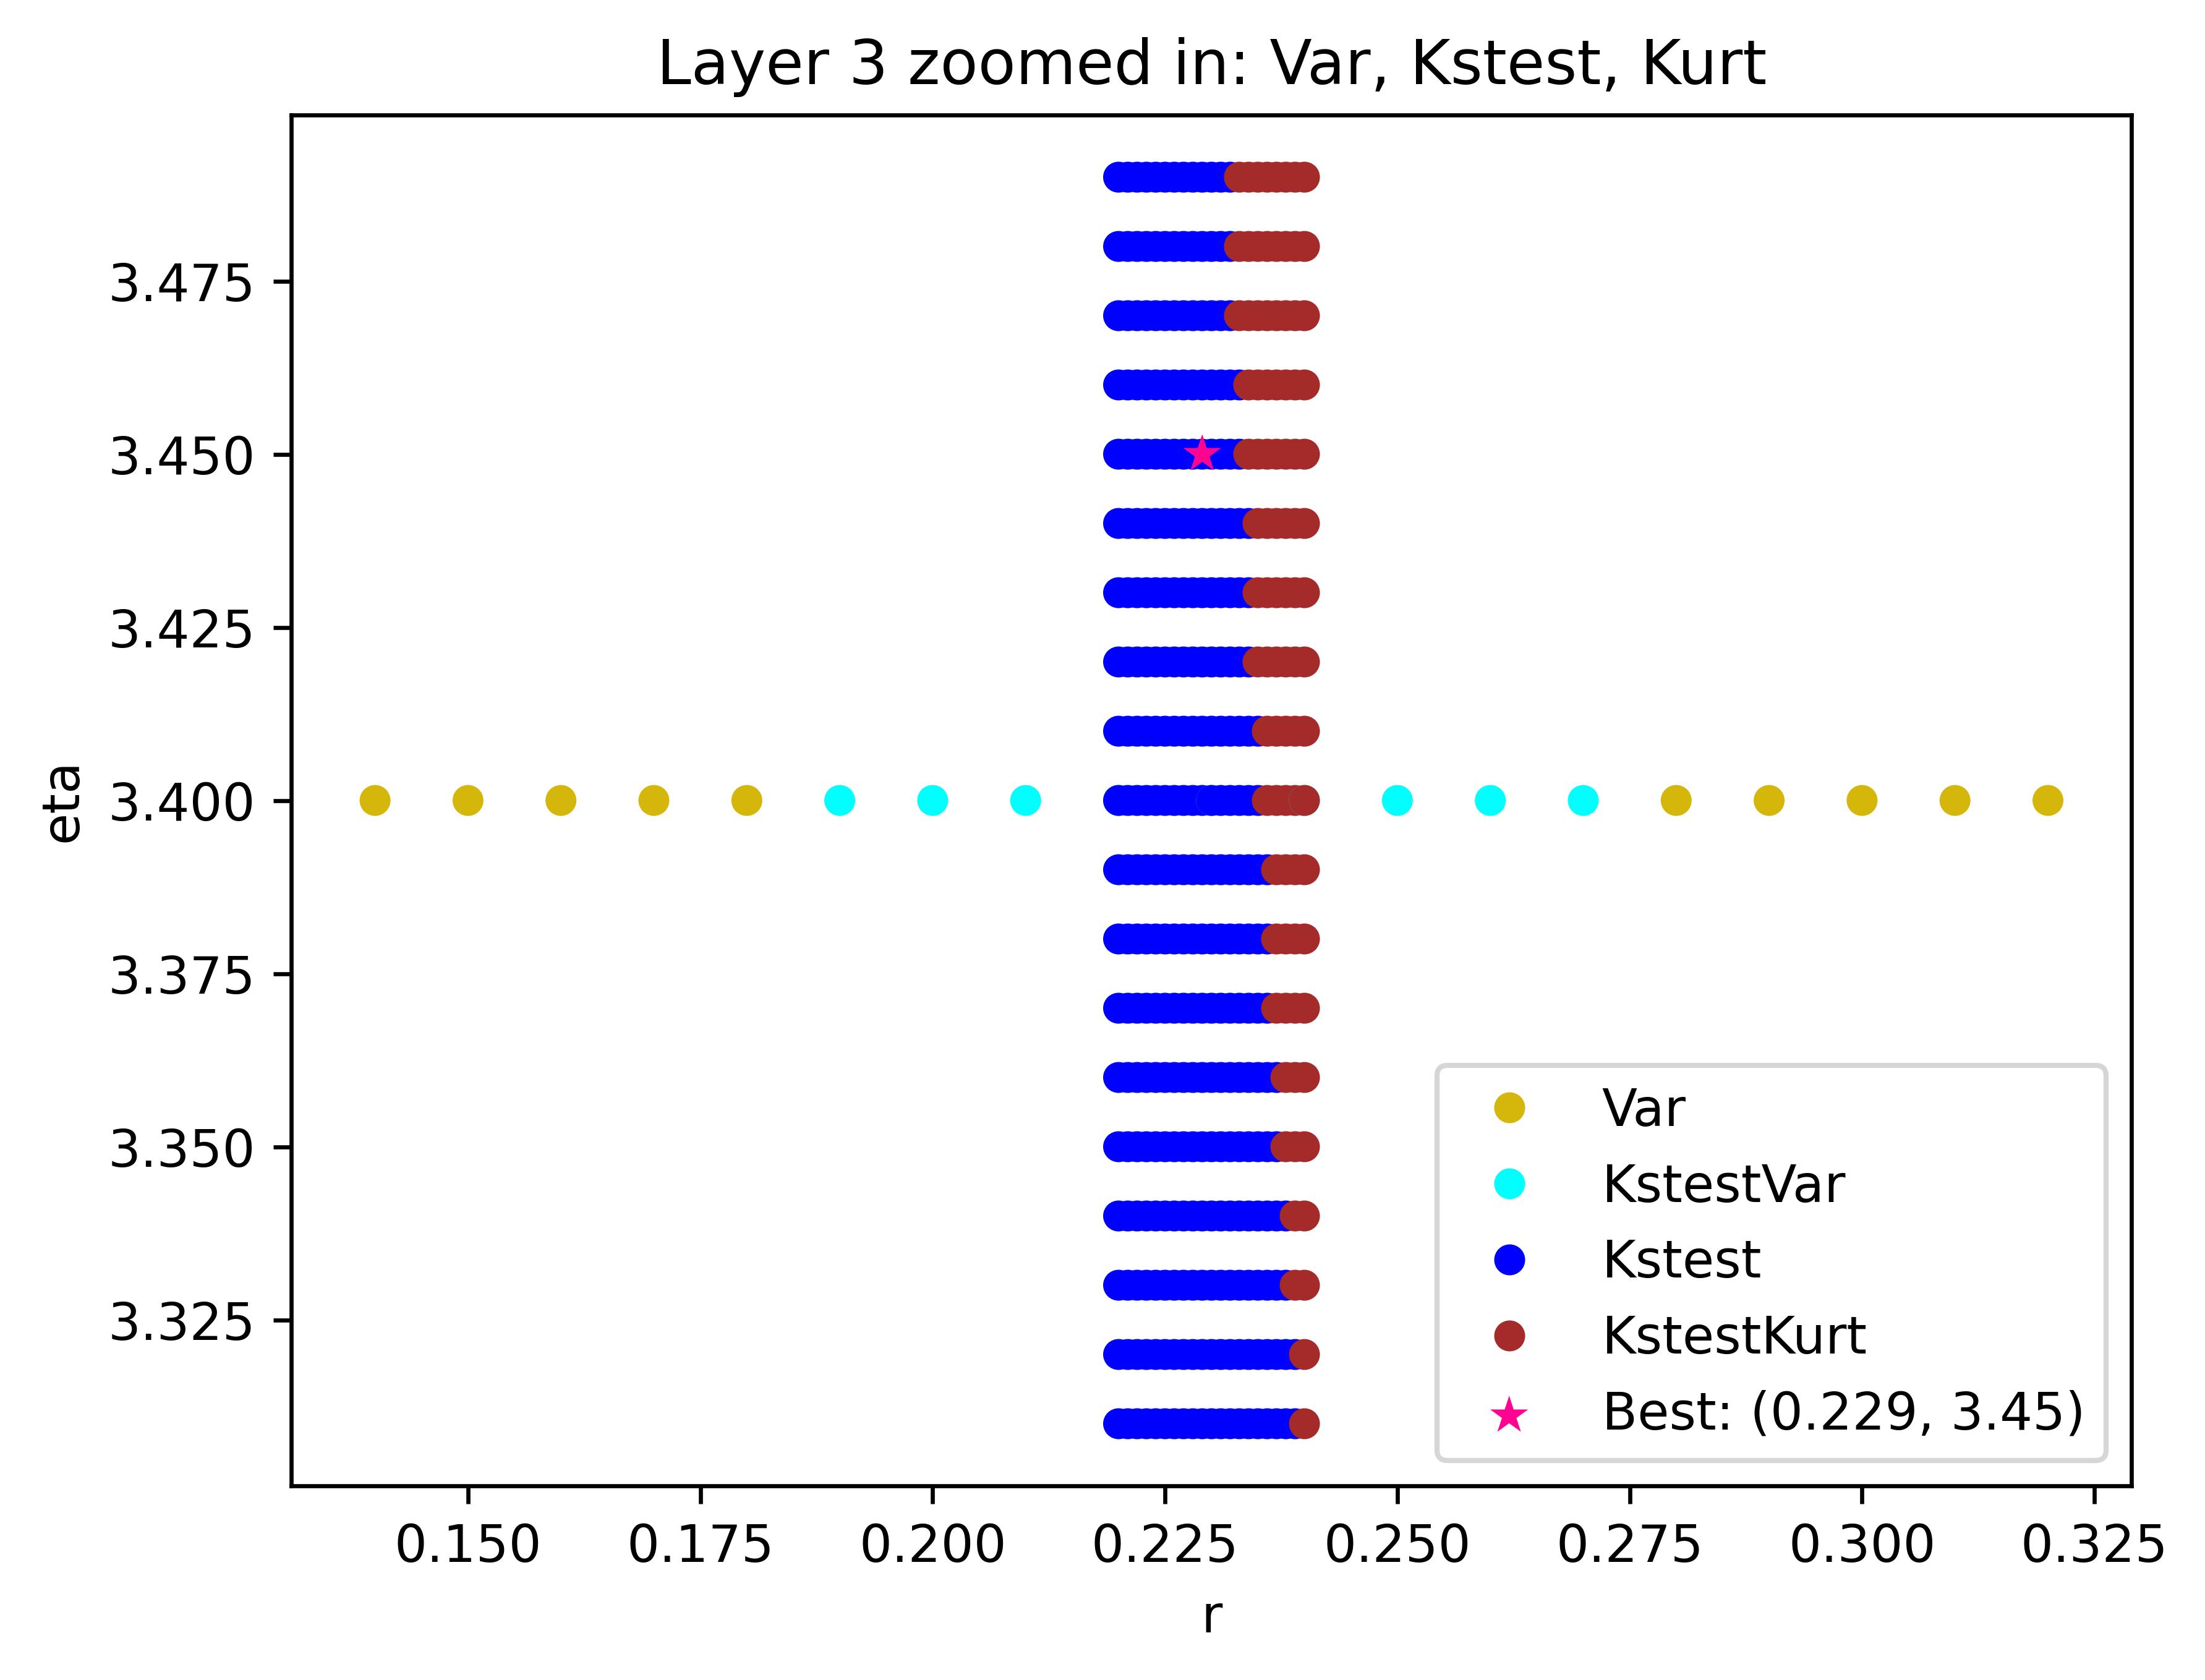 Layer 3 zoomed in: Var, Kstest, Kurt
eta
3.475
3.450
3.425
3.400
3.375
3.350
3.325
Var
KstestVar
Kstest
KstestKurt
Best: (0.229, 3.45)
0.150 0.175 0.200 0.225 0.250 0.275 0.300 0.325
r